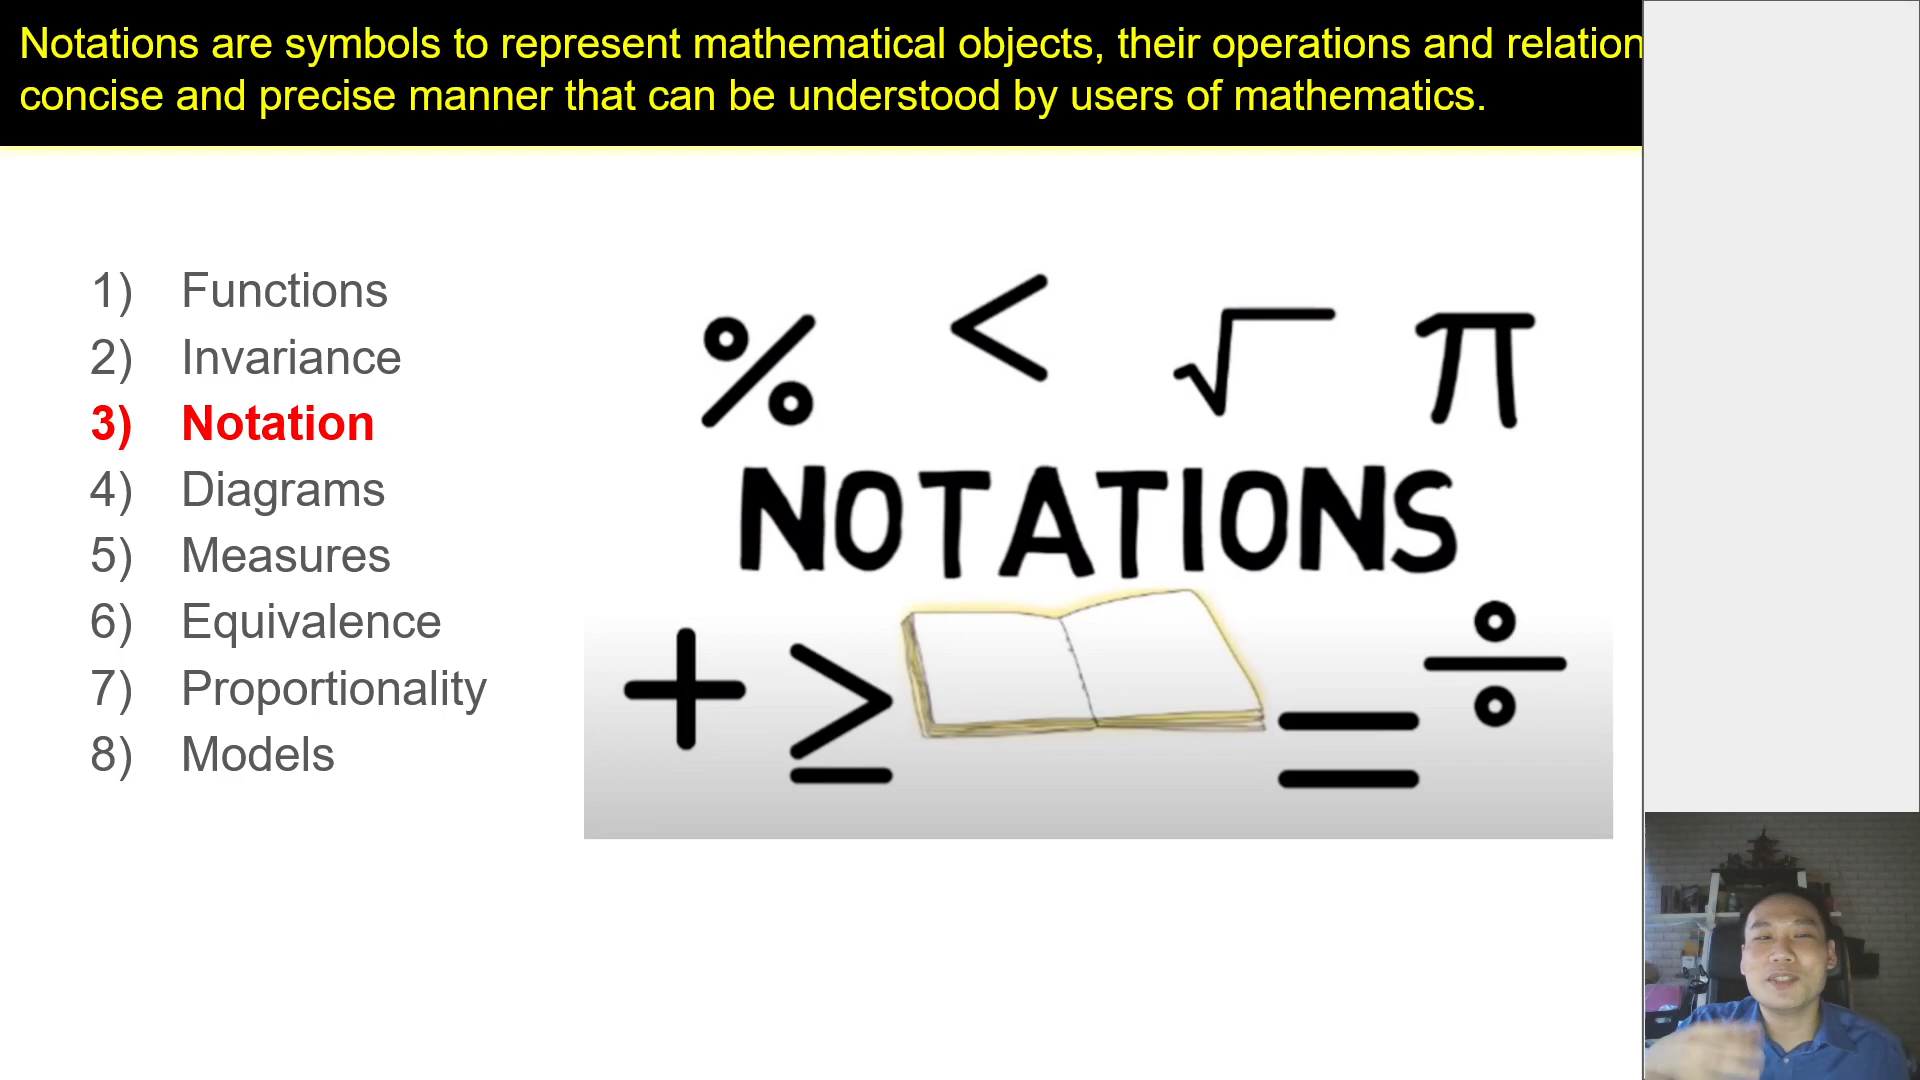 Notations are symbols to represent mathematical objects, their operations and relation
concise and precise manner that can be understood by users of mathematics.
1) Functions
2) Invariance
3) Notation
4) Diagrams
5) Measures
6) Equivalence
7) Proportionality
8) Models
% < √ π
NOTATIONS
+ ≥ = ÷